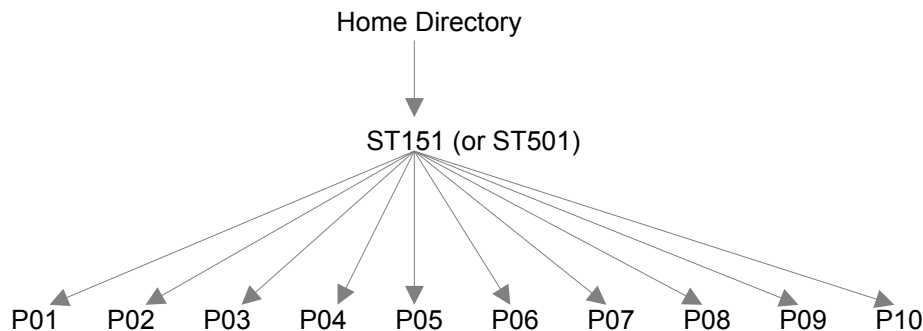 Home Directory
ST151 (or ST501)
P01 P02 P03 P04 P05 P06 P07 P08 P09 P10